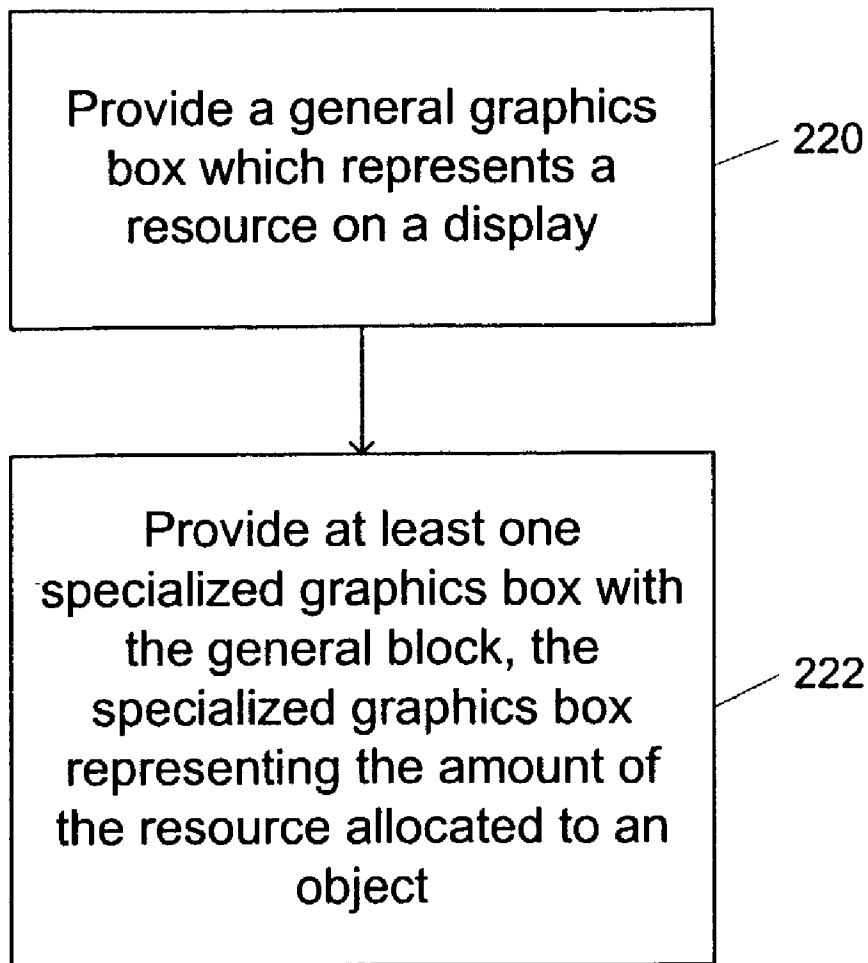 Provide a general graphics
box which represents a
resource on a display
220
Provide at least one
specialized graphics box with
the general block, the
specialized graphics box
representing the amount of
the resource allocated to an
object
222